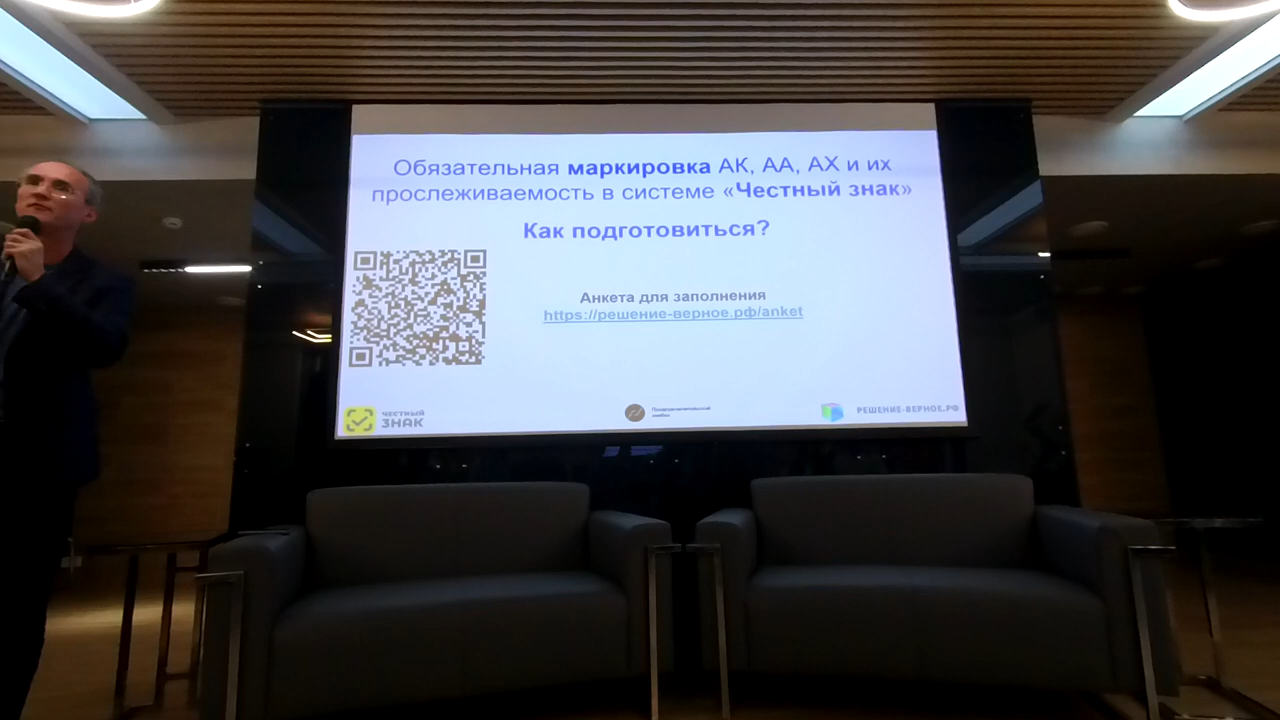 Обязательная маркировка АК, АА, АХ и их
прослеживаемость в системе «Честный знак»
Как подготовиться?
Анкета для заполнения
https://решение-верное.рф/anket
ЧЕСТНЫЙ
ЗНАК
РЕШЕНИЕ-ВЕРНОЕ.РФ